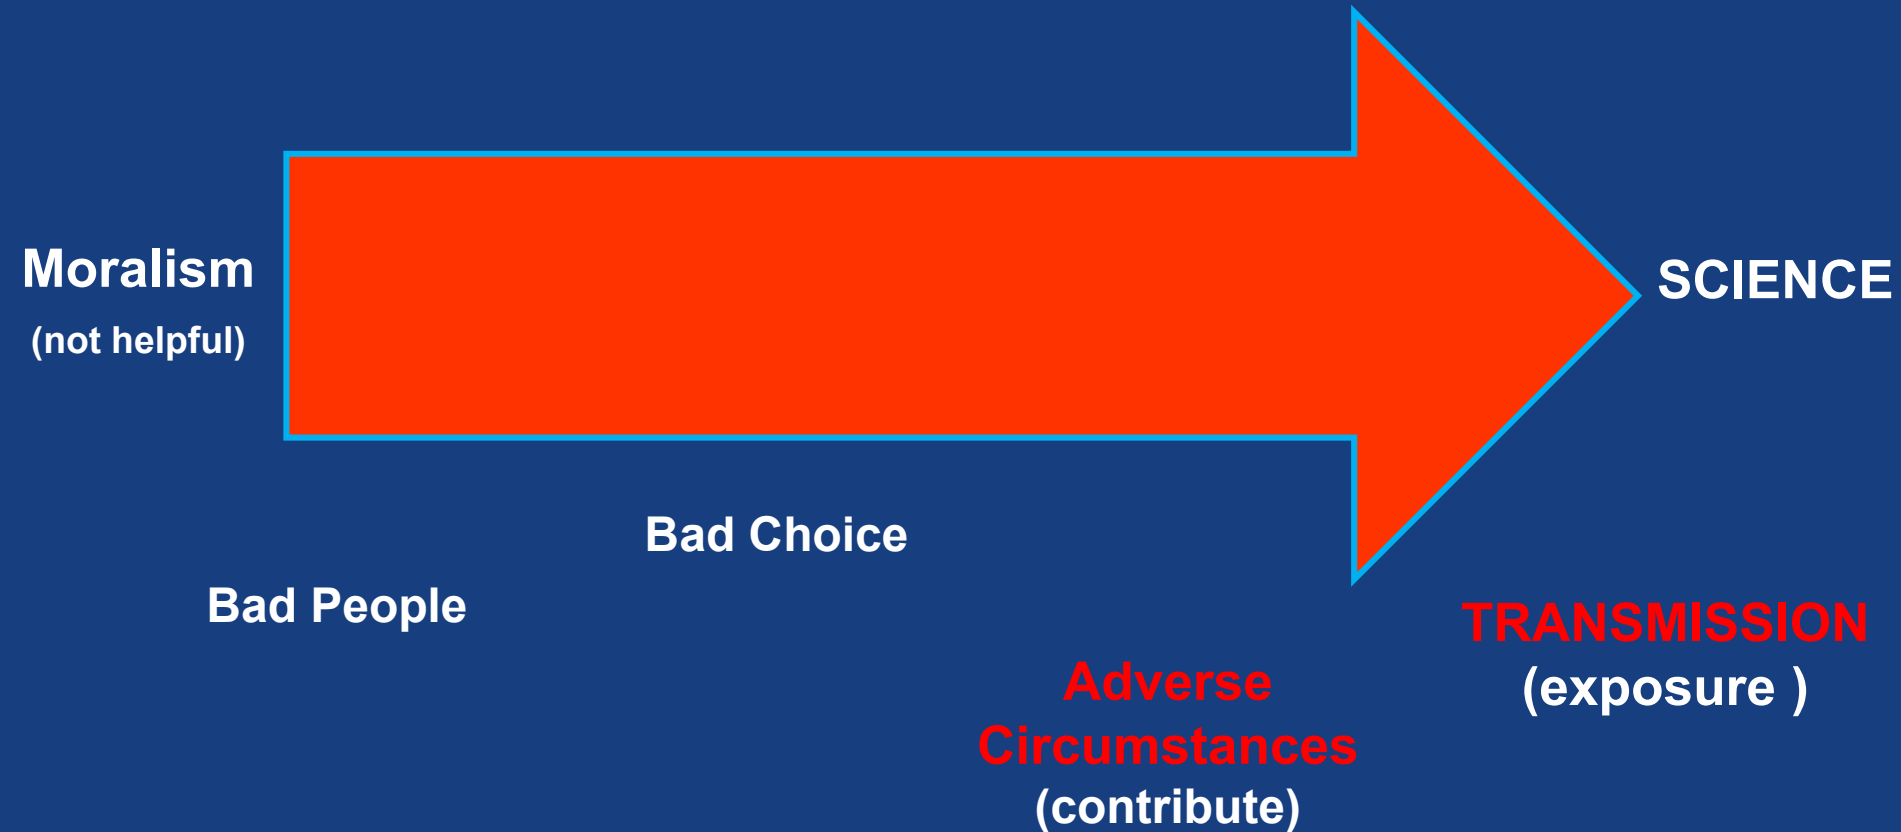 Moralism
(not helpful)
SCIENCE
Bad Choice
Bad People
Adverse
Circumstances
(contribute)
TRANSMISSION
(exposure )